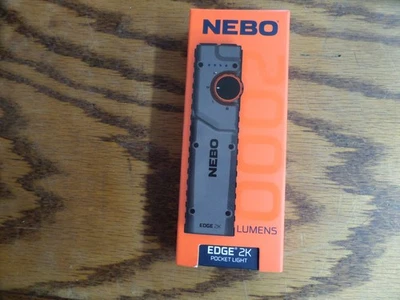 NEBO
2000
LUMENS
NEBO
EDGE 2K
EDGE 2K
POCKET LIGHT